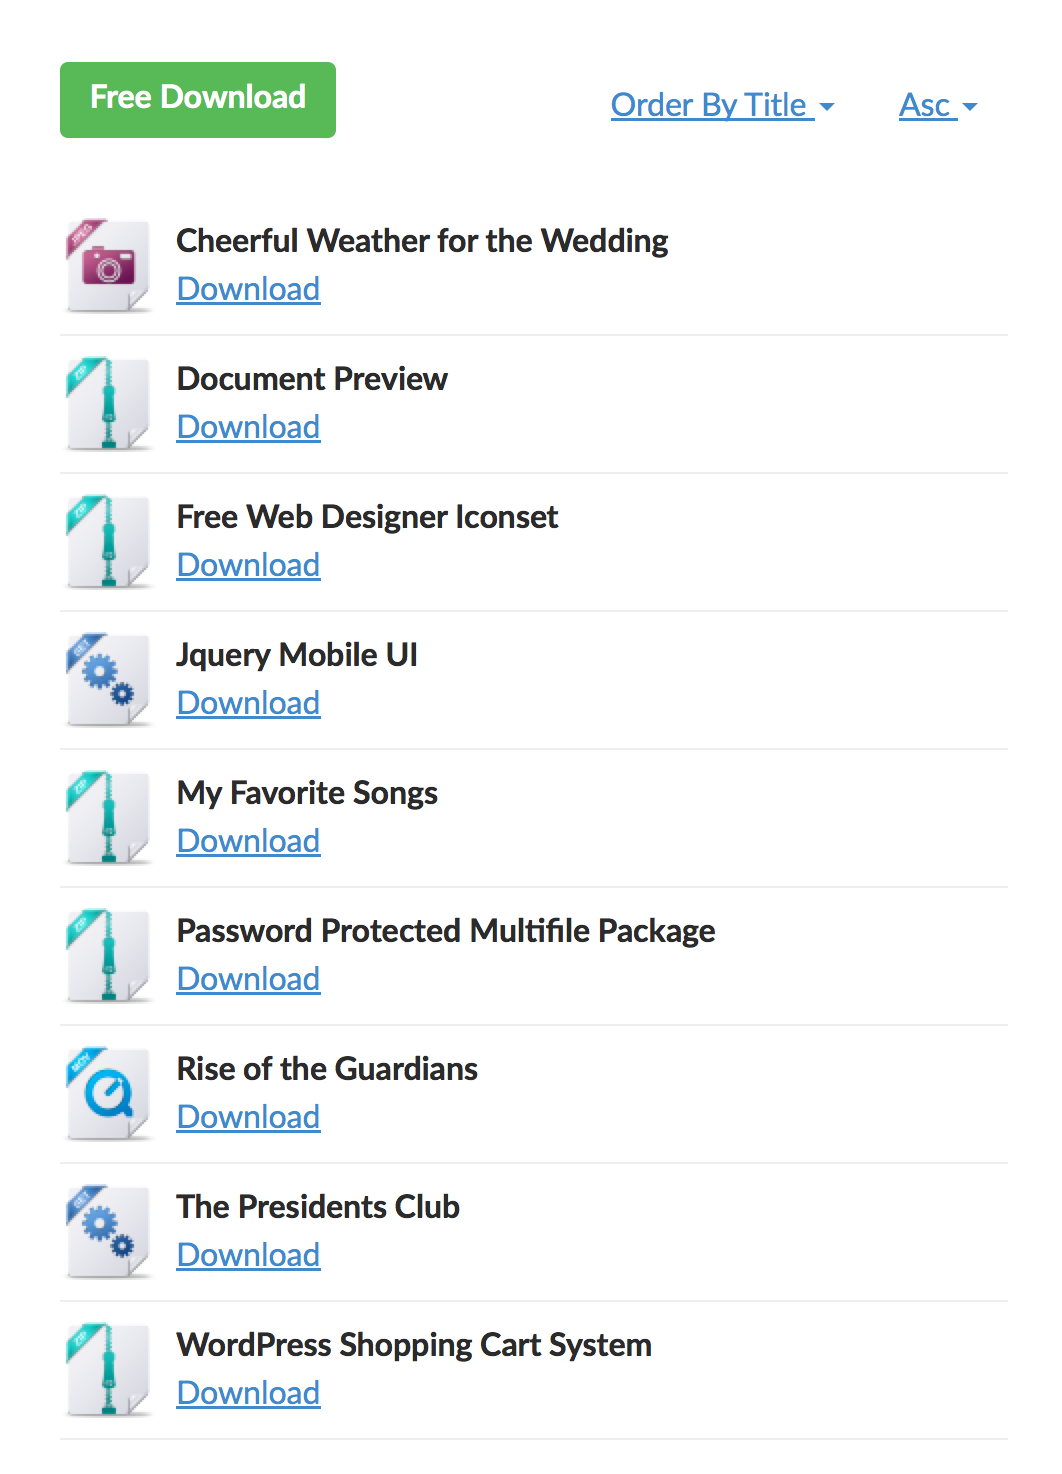 Free Download
Order By Title Asc
JPEG
Cheerful Weather for the Wedding
Download
ZIP
Document Preview
Download
ZIP
Free Web Designer Iconset
Download
SET
Jquery Mobile UI
Download
ZIP
My Favorite Songs
Download
ZIP
Password Protected Multifile Package
Download
MOV
Rise of the Guardians
Download
SET
The Presidents Club
Download
ZIP
WordPress Shopping Cart System
Download